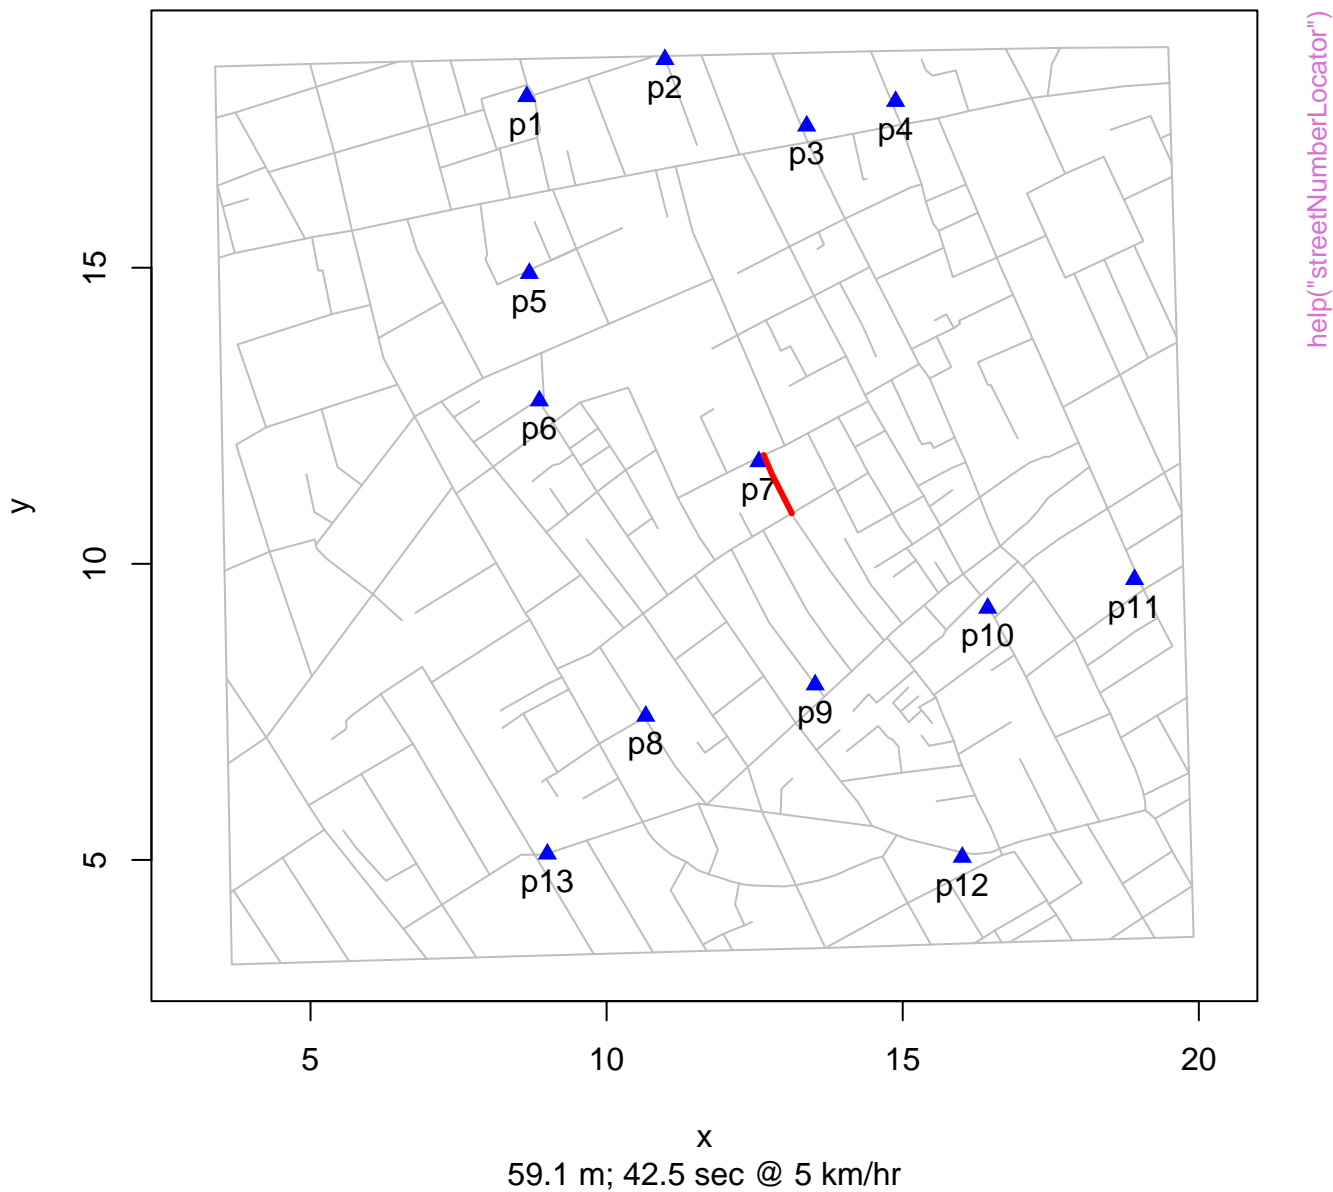 help("streetNumberLocator")
p1
p2
p3
p4
p5
p6
p7
p8
p9
p10
p11
p12
p13
15
10
5
y
5
10
15
20
x
59.1 m; 42.5 sec @ 5 km/hr